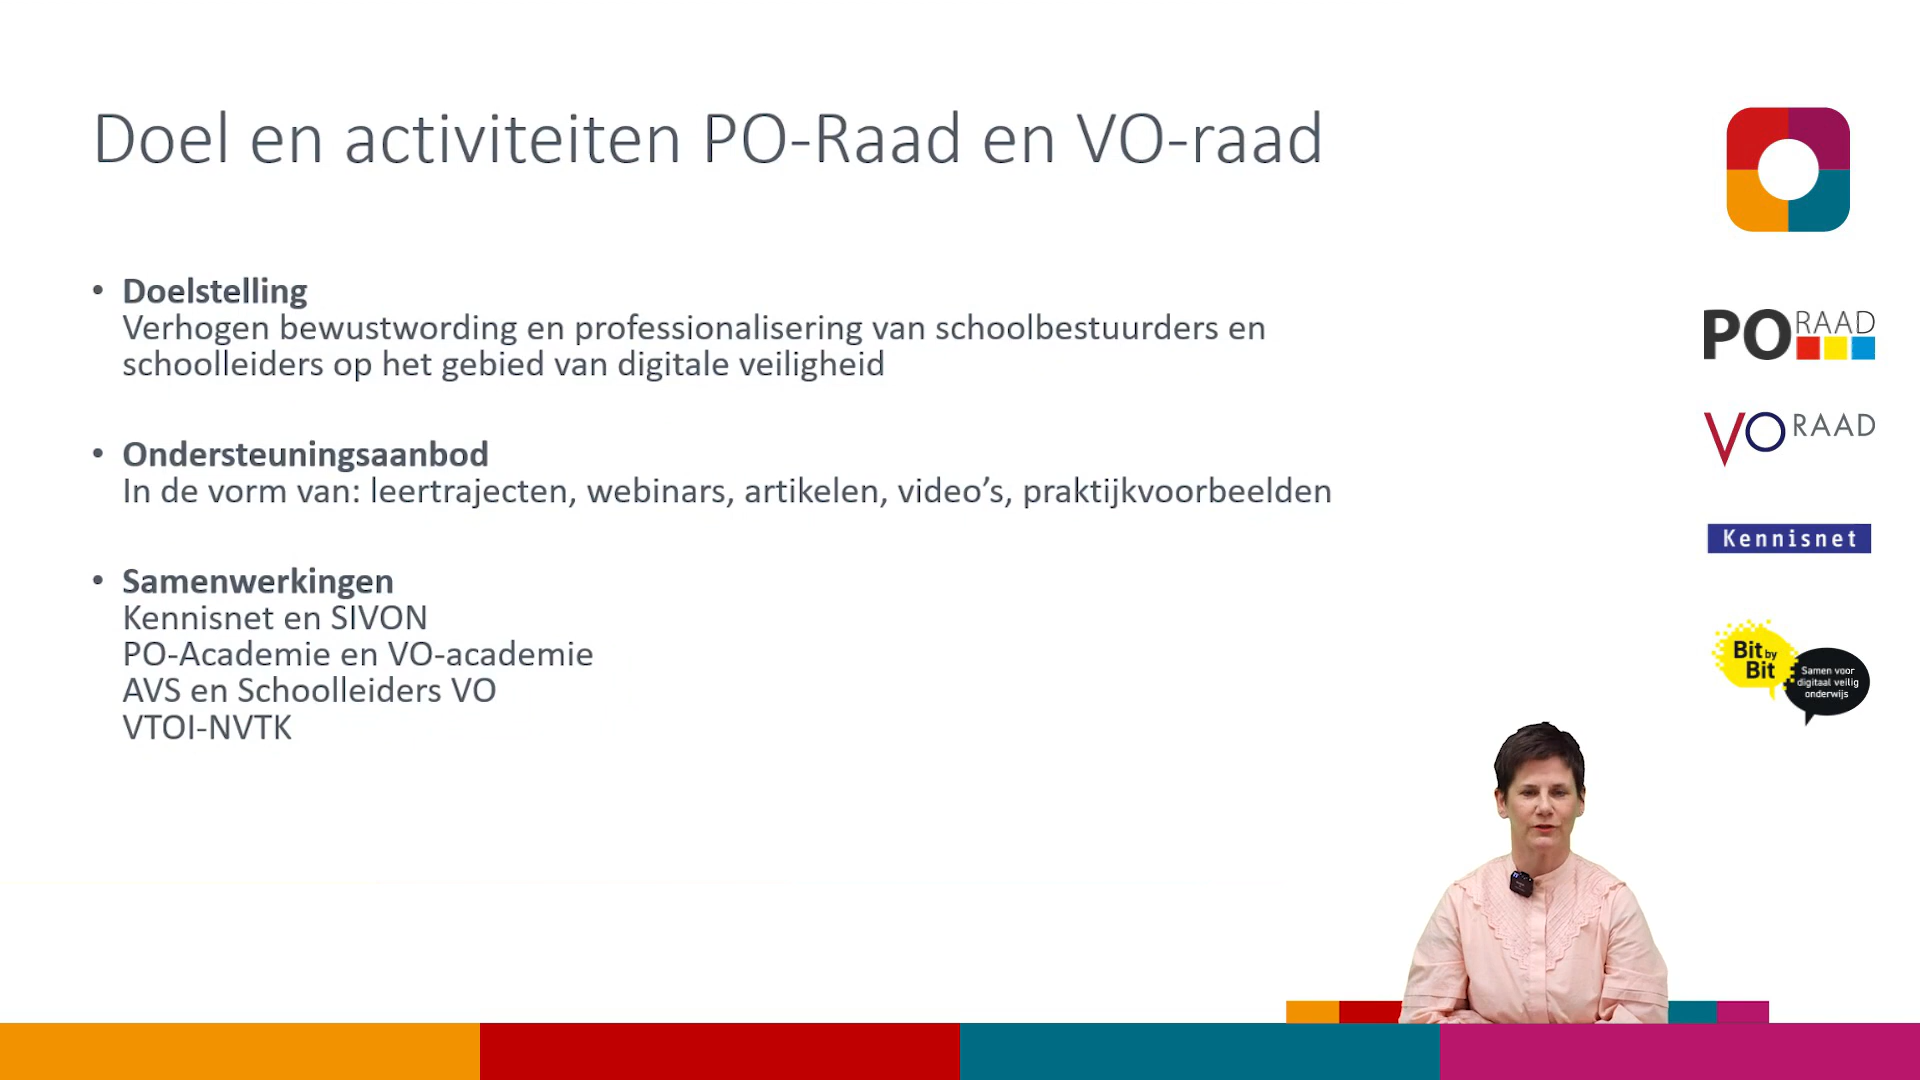 Doel en activiteiten PO-Raad en VO-raad
• Doelstelling
Verhogen bewustwording en professionalisering van schoolbestuurders en
schoolleiders op het gebied van digitale veiligheid
• Ondersteuningsaanbod
In de vorm van: leertrajecten, webinars, artikelen, video’s, praktijkvoorbeelden
• Samenwerkingen
Kennisnet en SIVON
PO-Academie en VO-academie
AVS en Schoolleiders VO
VTOI-NVTK
PO RAAD
VO RAAD
Kennisnet
Bit by
Bit
Samen voor
digitaal veilig
onderwijs